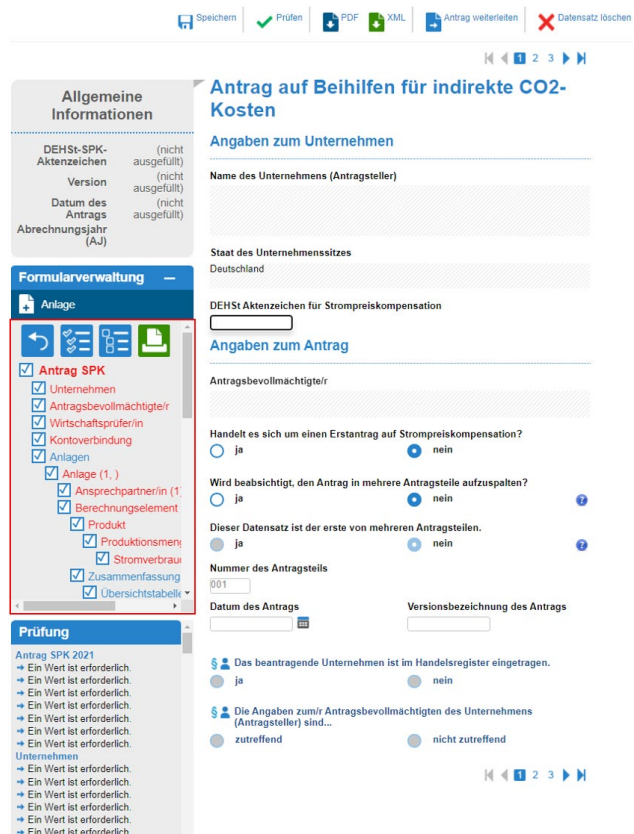 Speichern
Prüfen
PDF
XML
Antrag weiterleiten
Datensatz löschen
1 2 3
Allgemeine
Informationen
DEHSt-SPK-
Aktenzeichen
(nicht
ausgefüllt)
Version
(nicht
ausgefüllt)
Datum des
Antrags
(nicht
ausgefüllt)
Abrechnungsjahr
(AJ)
Formularverwaltung –
Anlage
Antrag SPK
Unternehmen
Antragsbevollmächtigte/r
Wirtschaftsprüfer/in
Kontoverbindung
Anlagen
Anlage (1, )
Ansprechpartner/in (1
Berechnungselement
Produkt
Produktionsmeng
Stromverbrau
Zusammenfassung
Übersichtstabelle
Prüfung
Antrag SPK 2021
Ein Wert ist erforderlich.
Ein Wert ist erforderlich.
Ein Wert ist erforderlich.
Ein Wert ist erforderlich.
Ein Wert ist erforderlich.
Ein Wert ist erforderlich.
Ein Wert ist erforderlich.
Unternehmen
Ein Wert ist erforderlich.
Ein Wert ist erforderlich.
Ein Wert ist erforderlich.
Ein Wert ist erforderlich.
Ein Wert ist erforderlich.
Ein Wert ist erforderlich.
Antrag auf Beihilfen für indirekte CO2-
Kosten
Angaben zum Unternehmen
Name des Unternehmens (Antragsteller)
Staat des Unternehmenssitzes
Deutschland
DEHSt Aktenzeichen für Strompreiskompensation
Angaben zum Antrag
Antragsbevollmächtigte/r
Handelt es sich um einen Erstantrag auf Strompreiskompensation?
ja nein
Wird beabsichtigt, den Antrag in mehrere Antragsteile aufzuspalten?
ja nein ?
Dieser Datensatz ist der erste von mehreren Antragsteilen.
ja nein ?
Nummer des Antragsteils
001
Datum des Antrags Versionsbezeichnung des Antrags
§ Das beantragende Unternehmen ist im Handelsregister eingetragen.
ja nein
§ Die Angaben zum/r Antragsbevollmächtigten des Unternehmens
(Antragsteller) sind...
zutreffend nicht zutreffend
1 2 3